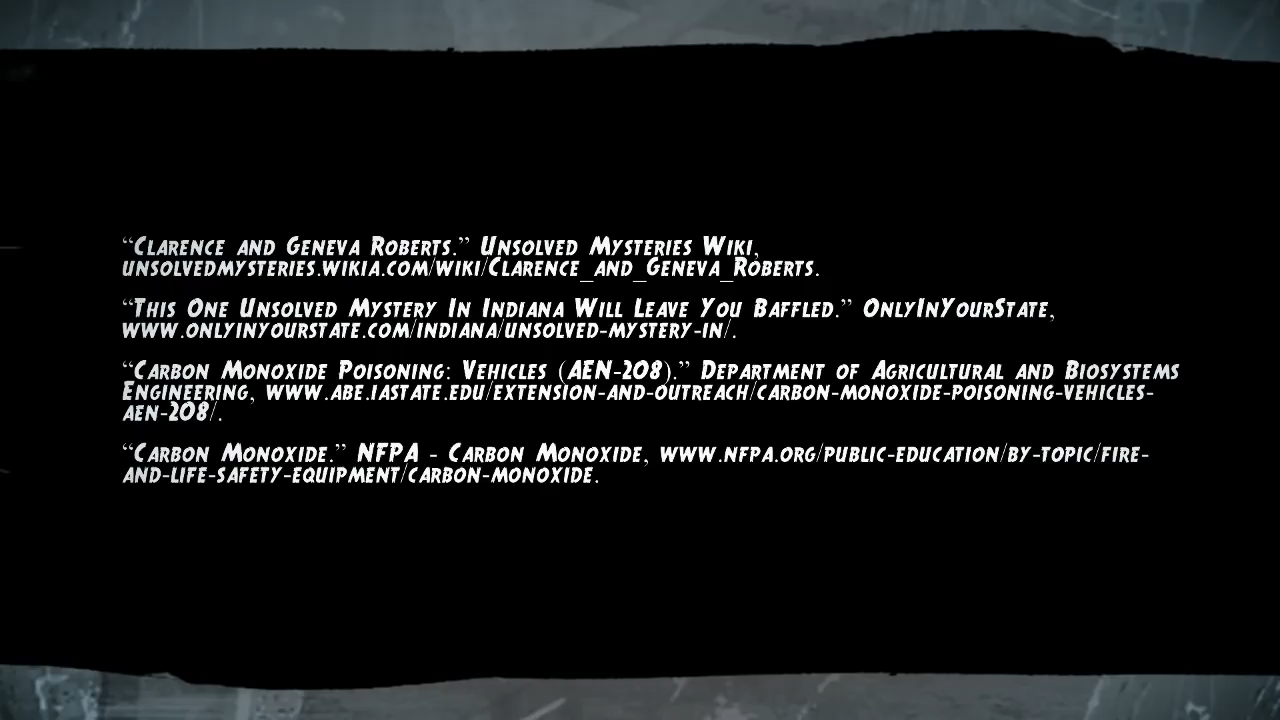 “Clarence and Geneva Roberts.” Unsolved Mysteries Wiki,
unsolvedmysteries.wikia.com/wiki/Clarence_and_Geneva_Roberts.
“This One Unsolved Mystery In Indiana Will Leave You Baffled.” OnlyInYourState,
www.onlyinyourstate.com/indiana/unsolved-mystery-in/.
“Carbon Monoxide Poisoning: Vehicles (AEN-208).” Department of Agricultural and Biosystems
Engineering, www.abe.iastate.edu/extension-and-outreach/carbon-monoxide-poisoning-vehicles-
aen-208/.
“Carbon Monoxide.” NFPA - Carbon Monoxide, www.nfpa.org/public-education/by-topic/fire-
and-life-safety-equipment/carbon-monoxide.